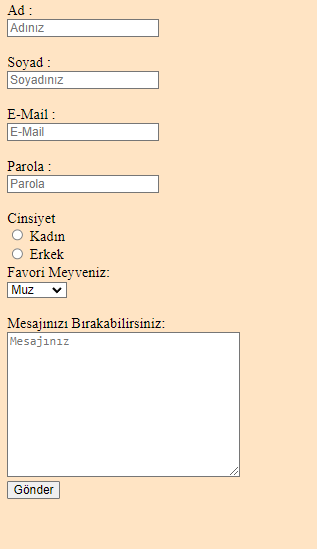 Ad :
Adınız
Soyad :
Soyadınız
E-Mail :
E-Mail
Parola :
Parola
Cinsiyet
Kadın
Erkek
Favori Meyveniz:
Muz
Mesajınızı Bırakabilirsiniz:
Mesajınız
Gönder